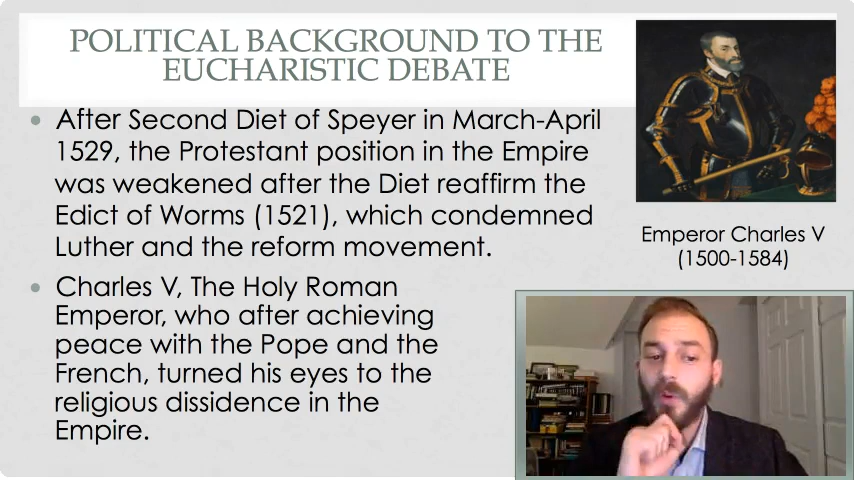 POLITICAL BACKGROUND TO THE
EUCHARISTIC DEBATE
• After Second Diet of Speyer in March-April
1529, the Protestant position in the Empire
was weakened after the Diet reaffirm the
Edict of Worms (1521), which condemned
Luther and the reform movement.
• Charles V, The Holy Roman
Emperor, who after achieving
peace with the Pope and the
French, turned his eyes to the
religious dissidence in the
Empire.
Emperor Charles V
(1500-1584)